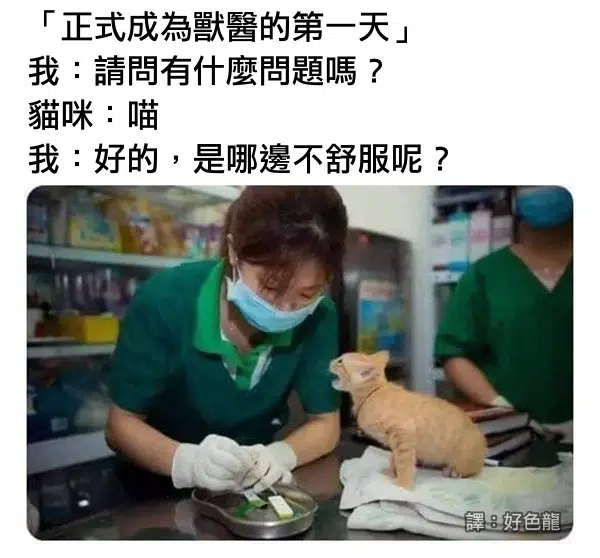 「正式成為獸醫的第一天」
我：請問有什麼問題嗎？
貓咪：喵
我：好的，是哪邊不舒服呢？
譯：好色龍